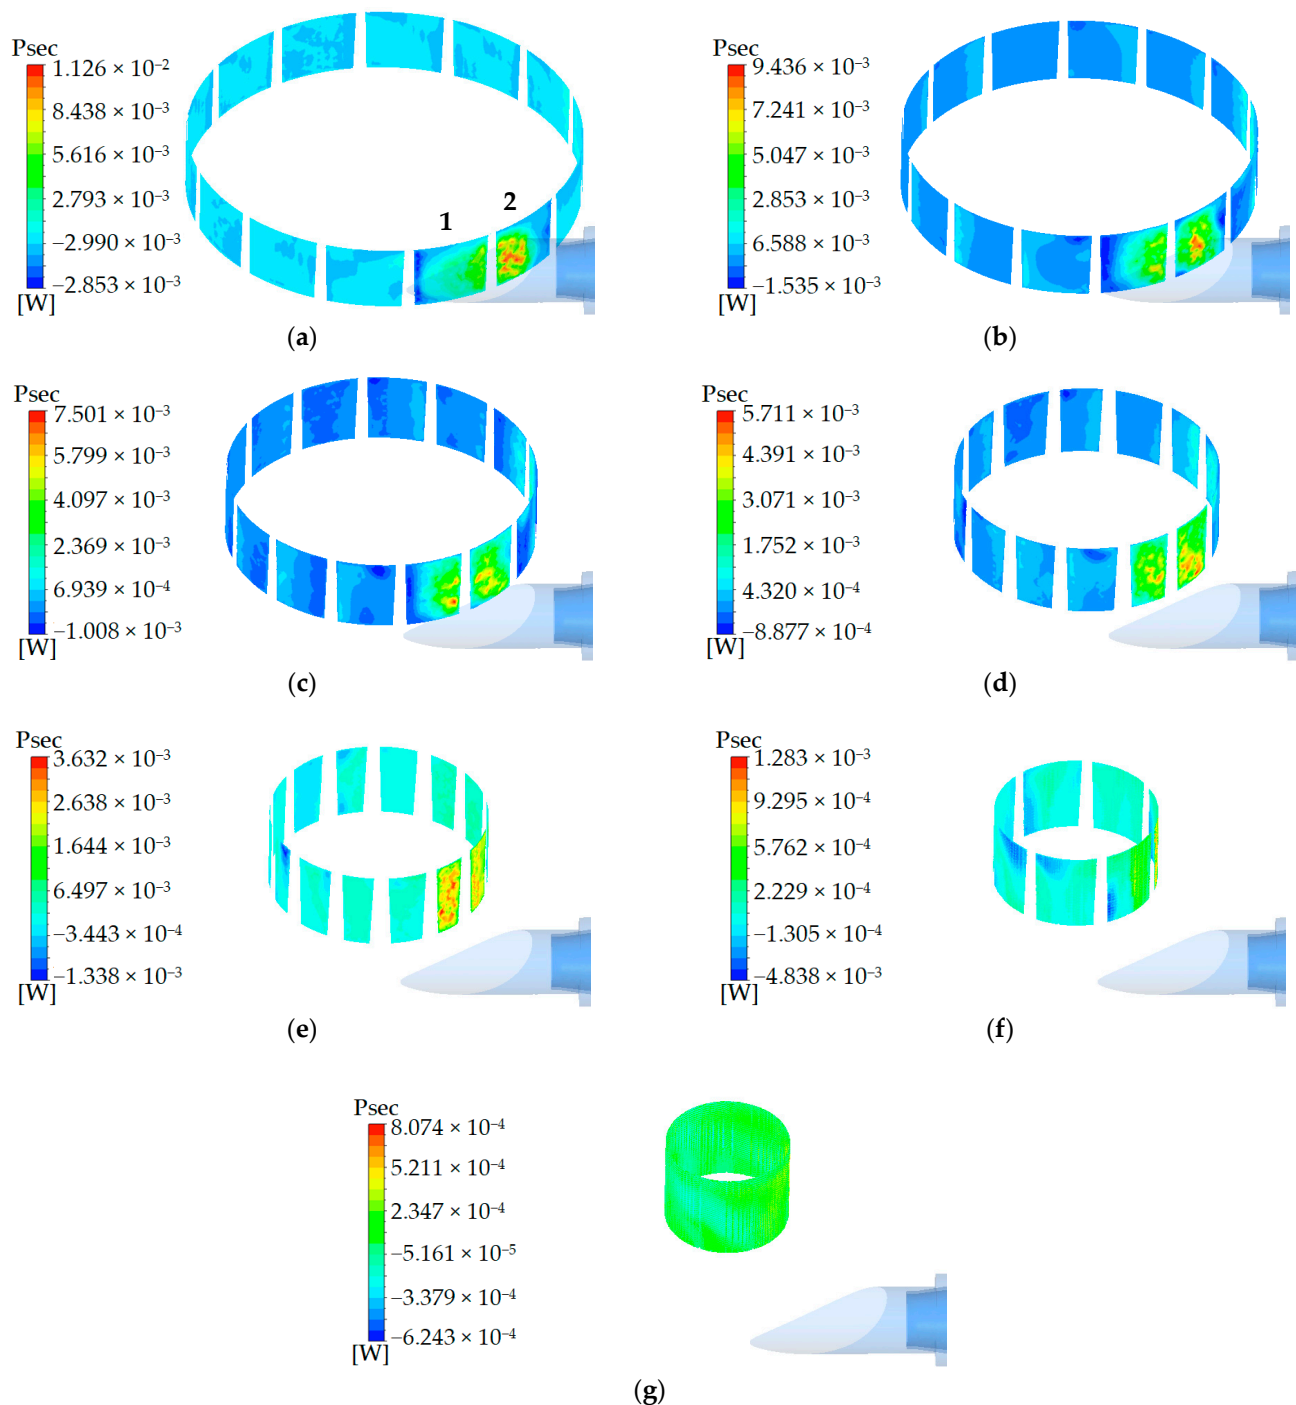 Psec
1.126 × 10⁻²
8.438 × 10⁻³
5.616 × 10⁻³
2.793 × 10⁻³
−2.990 × 10⁻³
−2.853 × 10⁻³
[W]
1
2
(a)
Psec
9.436 × 10⁻³
7.241 × 10⁻³
5.047 × 10⁻³
2.853 × 10⁻³
6.588 × 10⁻³
−1.535 × 10⁻³
[W]
(b)
Psec
7.501 × 10⁻³
5.799 × 10⁻³
4.097 × 10⁻³
2.369 × 10⁻³
6.939 × 10⁻⁴
−1.008 × 10⁻³
[W]
(c)
Psec
5.711 × 10⁻³
4.391 × 10⁻³
3.071 × 10⁻³
1.752 × 10⁻³
4.320 × 10⁻⁴
−8.877 × 10⁻⁴
[W]
(d)
Psec
3.632 × 10⁻³
2.638 × 10⁻³
1.644 × 10⁻³
6.497 × 10⁻³
−3.443 × 10⁻⁴
−1.338 × 10⁻³
[W]
(e)
Psec
1.283 × 10⁻³
9.295 × 10⁻⁴
5.762 × 10⁻⁴
2.229 × 10⁻⁴
−1.305 × 10⁻⁴
−4.838 × 10⁻³
[W]
(f)
Psec
8.074 × 10⁻⁴
5.211 × 10⁻⁴
2.347 × 10⁻⁴
−5.161 × 10⁻⁵
−3.379 × 10⁻⁴
−6.243 × 10⁻⁴
[W]
(g)